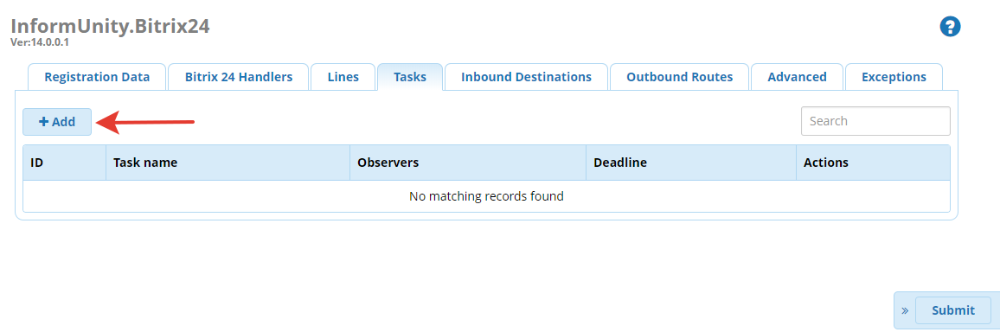 InformUnity.Bitrix24
Ver:14.0.0.1
Registration Data Bitrix 24 Handlers Lines Tasks Inbound Destinations Outbound Routes Advanced Exceptions
+ Add Search
ID Task name Observers Deadline Actions
No matching records found
» Submit